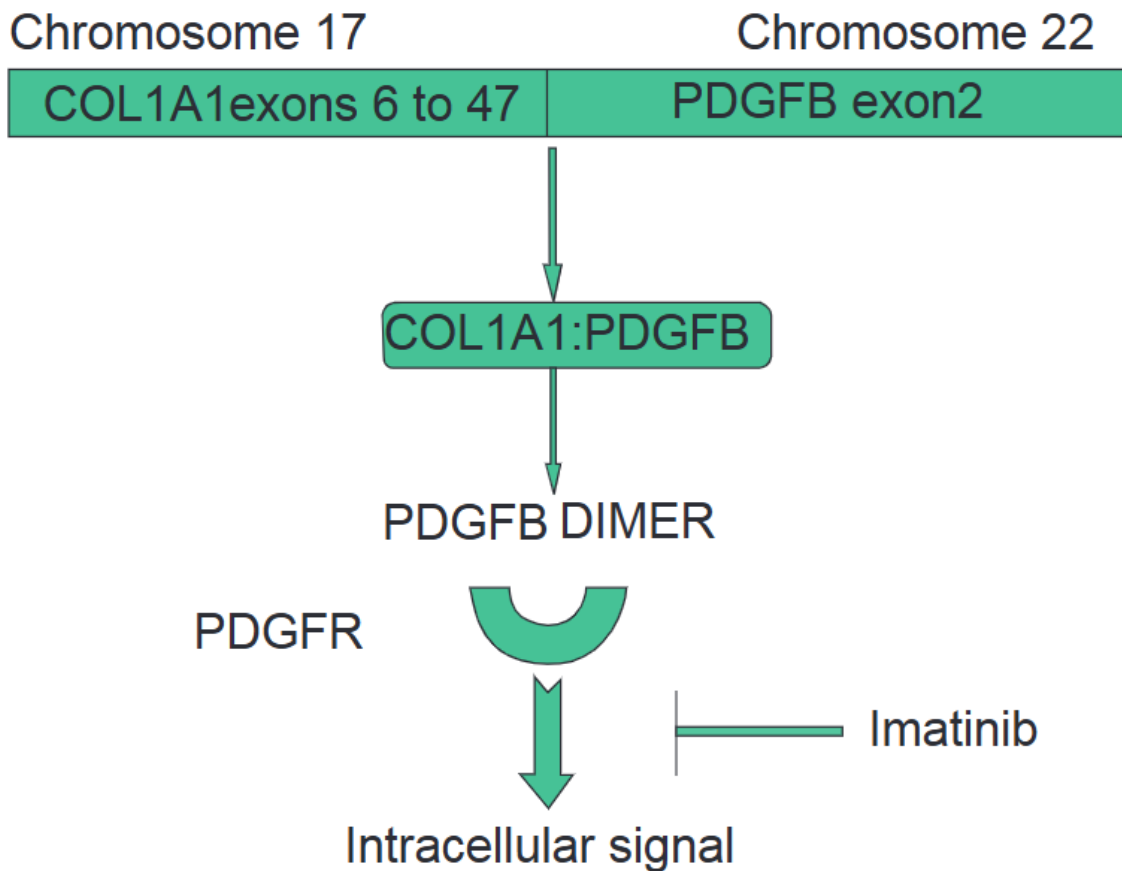 Chromosome 17
Chromosome 22
COL1A1exons 6 to 47
PDGFB exon2
COL1A1:PDGFB
PDGFB DIMER
PDGFR
Imatinib
Intracellular signal